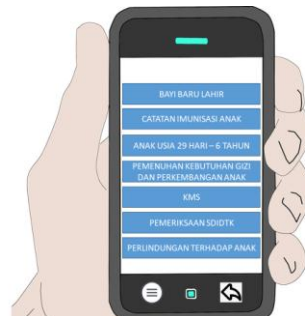 BAYI BARU LAHIR
CATATAN IMUNISASI ANAK
ANAK USIA 29 HARI – 6 TAHUN
PEMENUHAN KEBUTUHAN GIZI
DAN PERKEMBANGAN ANAK
KMS
PEMERIKSAAN SDIDTK
PERLINDUNGAN TERHADAP ANAK